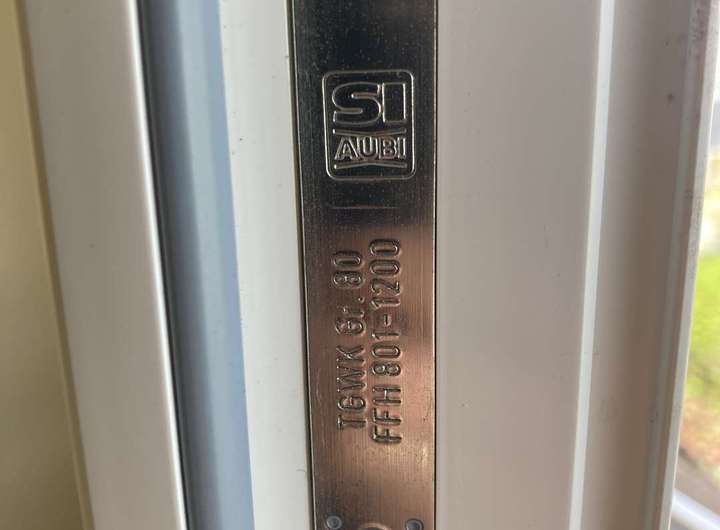 SI
AUBI
TGWK Gr. 80
FFH 801-1200